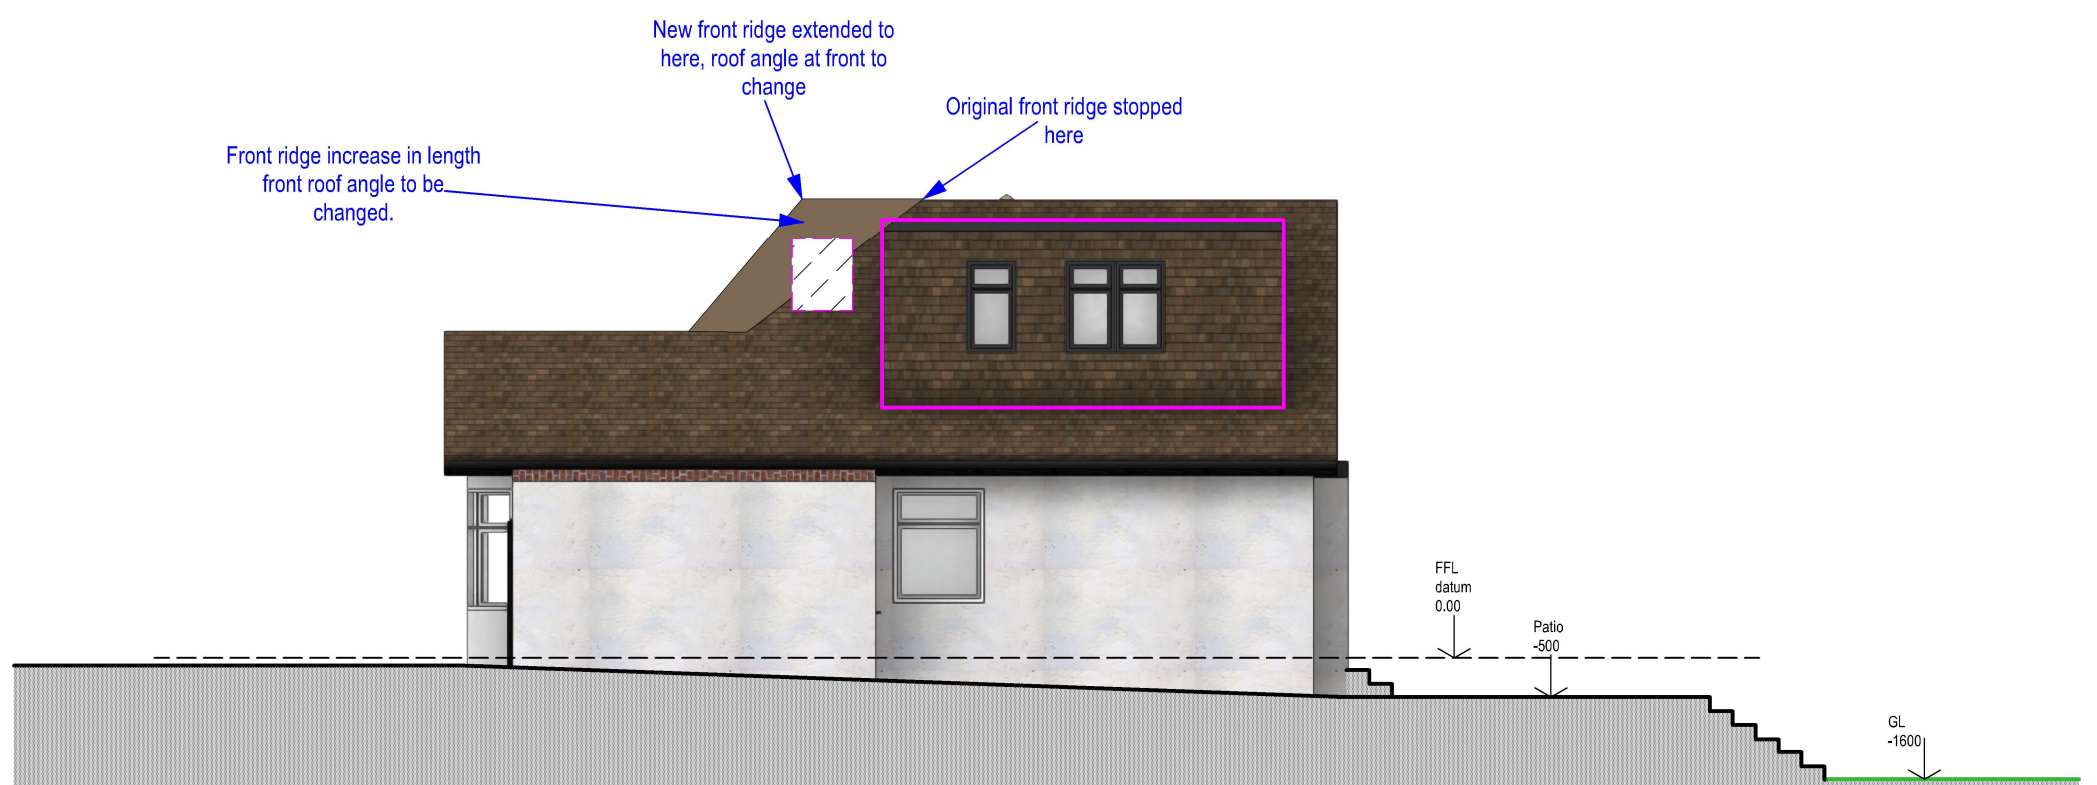 New front ridge extended to
here, roof angle at front to
change
Original front ridge stopped
here
Front ridge increase in length
front roof angle to be
changed.
FFL
datum
0.00
Patio
-500
GL
-1600